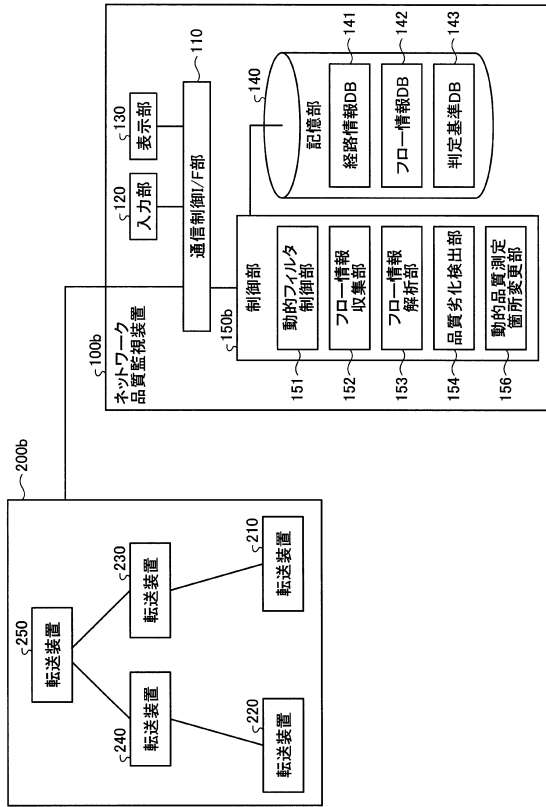 200b
転送装置
250
転送装置
240
転送装置
230
転送装置
220
転送装置
210
100b
ネットワーク
品質監視装置
入力部
120
表示部
130
通信制御I/F部
110
150b
制御部
動的フィルタ
制御部
151
フロー情報
収集部
152
フロー情報
解析部
153
品質劣化検出部
154
動的品質測定
箇所変更部
156
140
記憶部
経路情報DB
141
フロー情報DB
142
判定基準DB
143